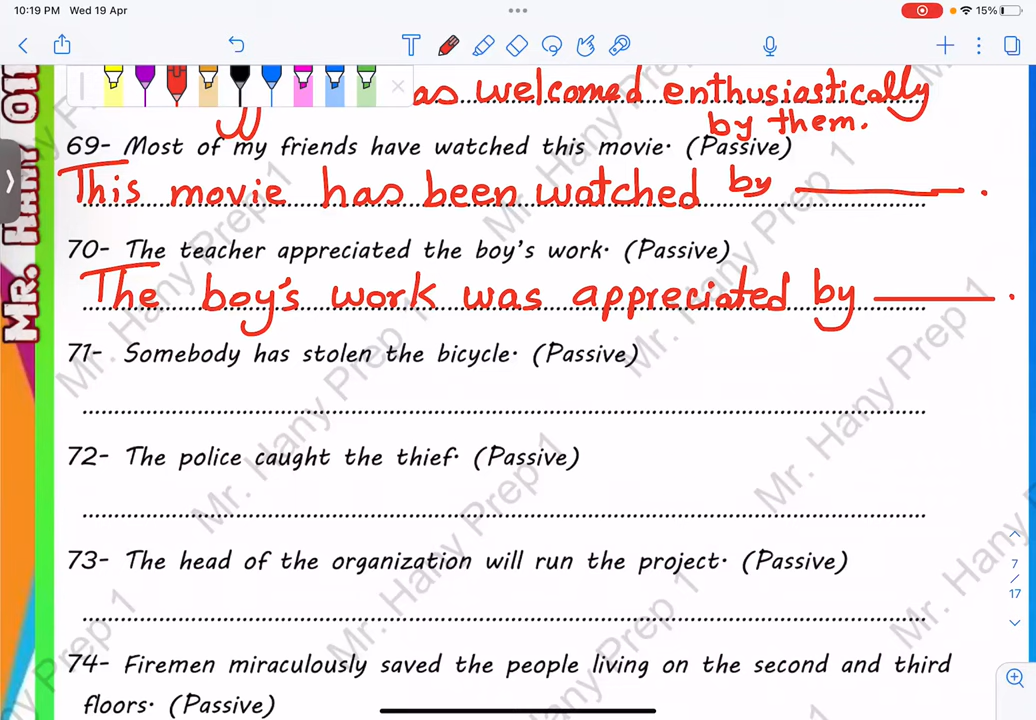 10:19 PM Wed 19 Apr
15%
MR. HANY
as welcomed enthusiastically
by them.
69- Most of my friends have watched this movie. (Passive)
This movie has been watched by ________ .
70- The teacher appreciated the boy's work. (Passive)
The boy's work was appreciated by ________ .
71- Somebody has stolen the bicycle. (Passive)
72- The police caught the thief. (Passive)
73- The head of the organization will run the project. (Passive)
74- Firemen miraculously saved the people living on the second and third
floors. (Passive)
7
/
17
Mr. Hany Prep 1